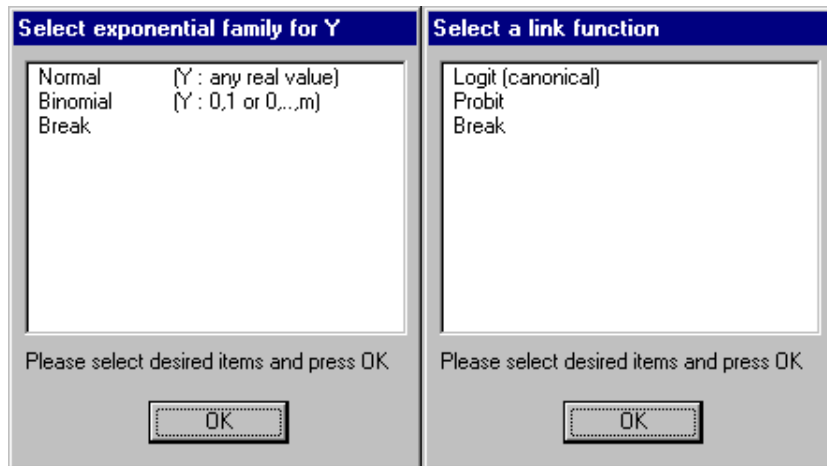 Select exponential family for Y
Normal (Y : any real value)
Binomial (Y : 0,1 or 0,..,m)
Break
Please select desired items and press OK
OK
Select a link function
Logit (canonical)
Probit
Break
Please select desired items and press OK
OK